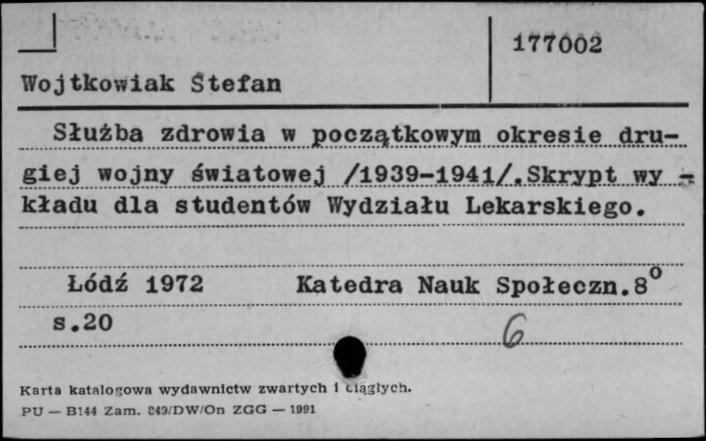 177002
Wojtkowiak Stefan
Służba zdrowia w początkowym okresie dru-
giej wojny światowej /1939-1941/.Skrypt wy -
kładu dla studentów Wydziału Lekarskiego.
Łódź 1972 Katedra Nauk Społeczn.8⁰
s.20
6
Karta katalogowa wydawnictw zwartych i ciągłych.
PU — B144 Zam. 849/DW/On ZGG — 1991